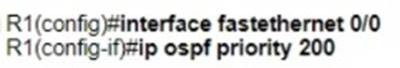 R1(config)#interface fastethernet 0/0
R1(config-if)#ip ospf priority 200